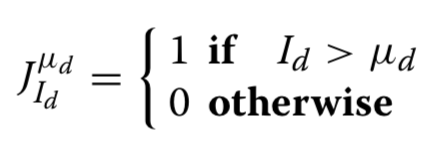 J_{I_d}^{μ_d} = { 1 if I_d > μ_d
0 otherwise